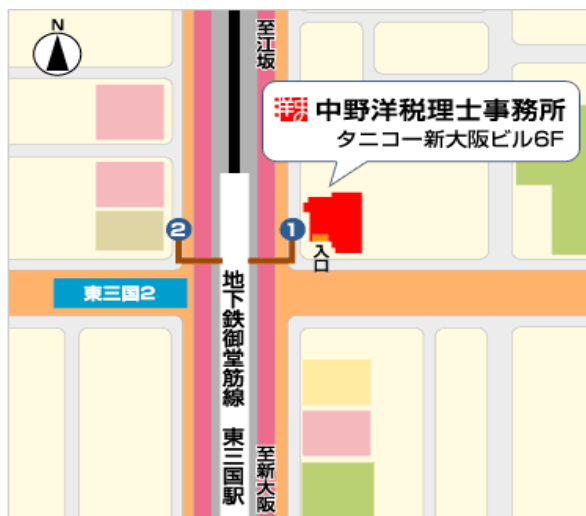 N
至江坂
中野洋税理士事務所
タニコー新大阪ビル6F
2
1
入口
東三国2
地下鉄御堂筋線 東三国駅
至新大阪